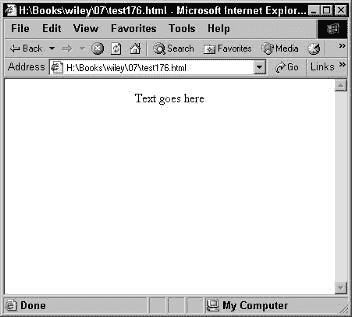 H:\Books\wiley\07\test176.html - Microsoft Internet Explor...
File Edit View Favorites Tools Help
Back Search Favorites Media »
Address H:\Books\wiley\07\test176.html Go Links »
Text goes here
Done My Computer